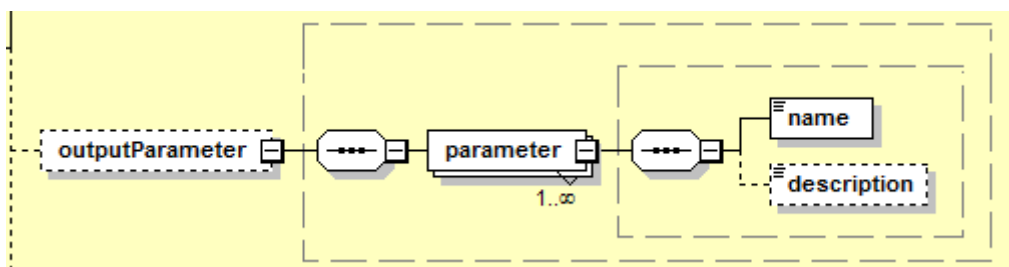 name
outputParameter
parameter
description
1..∞